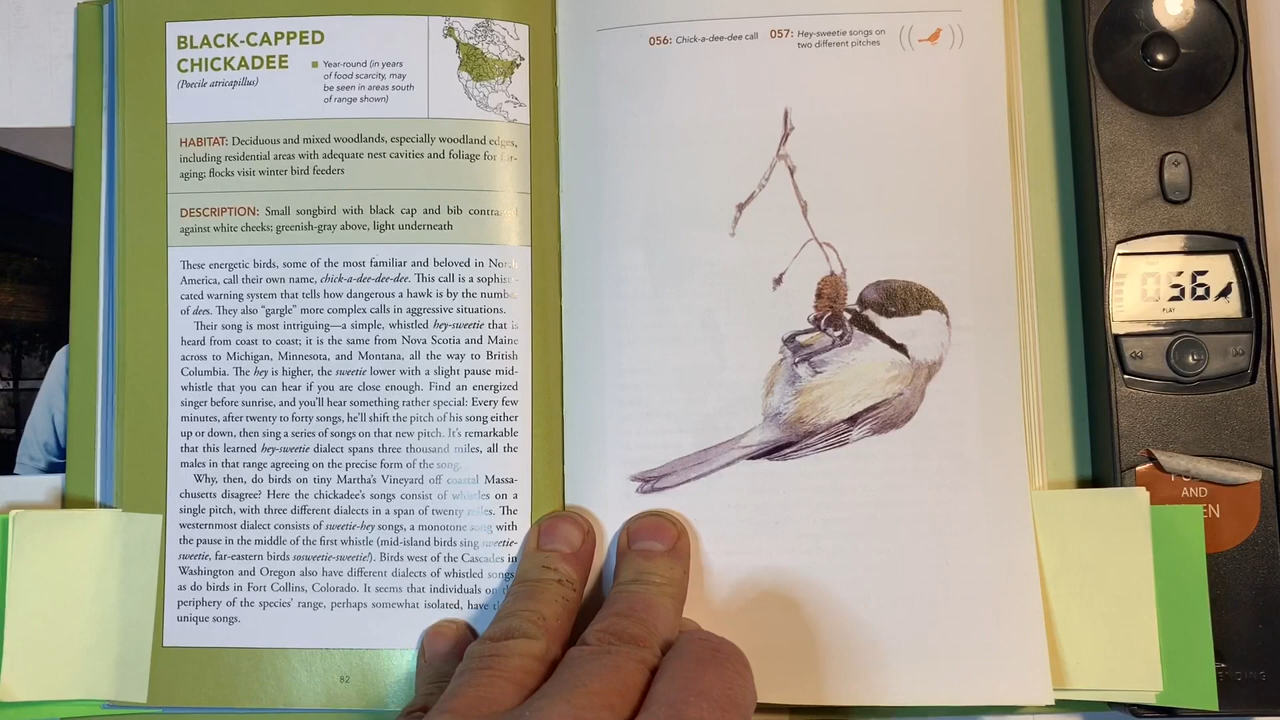 BLACK-CAPPED
CHICKADEE
(Poecile atricapillus)
Year-round (in years
of food scarcity, may
be seen in areas south
of range shown)
HABITAT: Deciduous and mixed woodlands, especially woodland edges,
including residential areas with adequate nest cavities and foliage for
aging; flocks visit winter bird feeders
DESCRIPTION: Small songbird with black cap and bib
against white cheeks; greenish-gray above, light underneath
These energetic birds, some of the most familiar and beloved in North
America, call their own name, chick-a-dee-dee-dee. This call is a sophisti-
cated warning system that tells how dangerous a hawk is by the number
of dees. They also "gargle" more complex calls in aggressive situations.
Their song is most intriguing—a simple, whistled hey-sweetie that is
heard from coast to coast; it is the same from Nova Scotia and Maine
across to Michigan, Minnesota, and Montana, all the way to British
Columbia. The hey is higher, the sweetie lower with a slight pause mid-
whistle that you can hear if you are close enough. Find an energized
singer before sunrise, and you'll hear something rather special: Every few
minutes, after twenty to forty songs, he'll shift the pitch of his song either
up or down, then sing a series of songs on that new pitch. It's remarkable
that this learned hey-sweetie dialect spans three thousand miles, all the
males in that range agreeing on the precise form of the song.
Why, then, do birds on tiny Martha's Vineyard off coastal Massa-
chusetts disagree? Here the chickadee's songs consist of whistles on a
single pitch, with three different dialects in a span of twenty miles. The
westernmost dialect consists of sweetie-hey songs, a monotone song with
the pause in the middle of the first whistle (mid-island birds sing sweetie-
sweetie, far-eastern birds sosweetie-sweetie!). Birds west of the Cascades in
Washington and Oregon also have different dialects of whistled songs
as do birds in Fort Collins, Colorado. It seems that individuals on
periphery of the species' range, perhaps somewhat isolated, have
unique songs.
82
056: Chick-a-dee-dee call
057: Hey-sweetie songs on
two different pitches
056
PLAY
AND